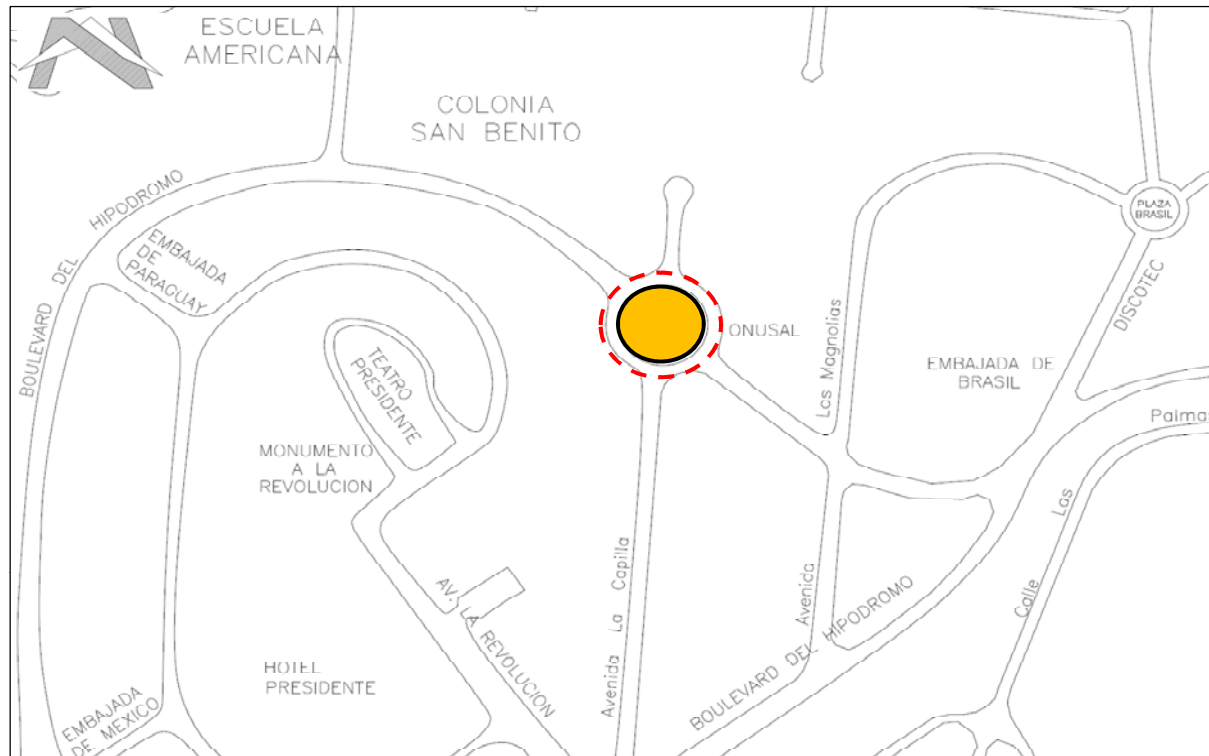 ESCUELA
AMERICANA
COLONIA
SAN BENITO
BOULEVARD DEL HIPODROMO
EMBAJADA
DE
PARAGUAY
PLAZA
BRASIL
DISCOTEC
ONUSAL
Las Magnolias
EMBAJADA DE
BRASIL
TEATRO
PRESIDENTE
Palmas
MONUMENTO
A LA
REVOLUCION
AV. LA REVOLUCION
Avenida La Capilla
Avenida
BOULEVARD DEL HIPODROMO
Calle Las
HOTEL
PRESIDENTE
EMBAJADA
DE MEXICO